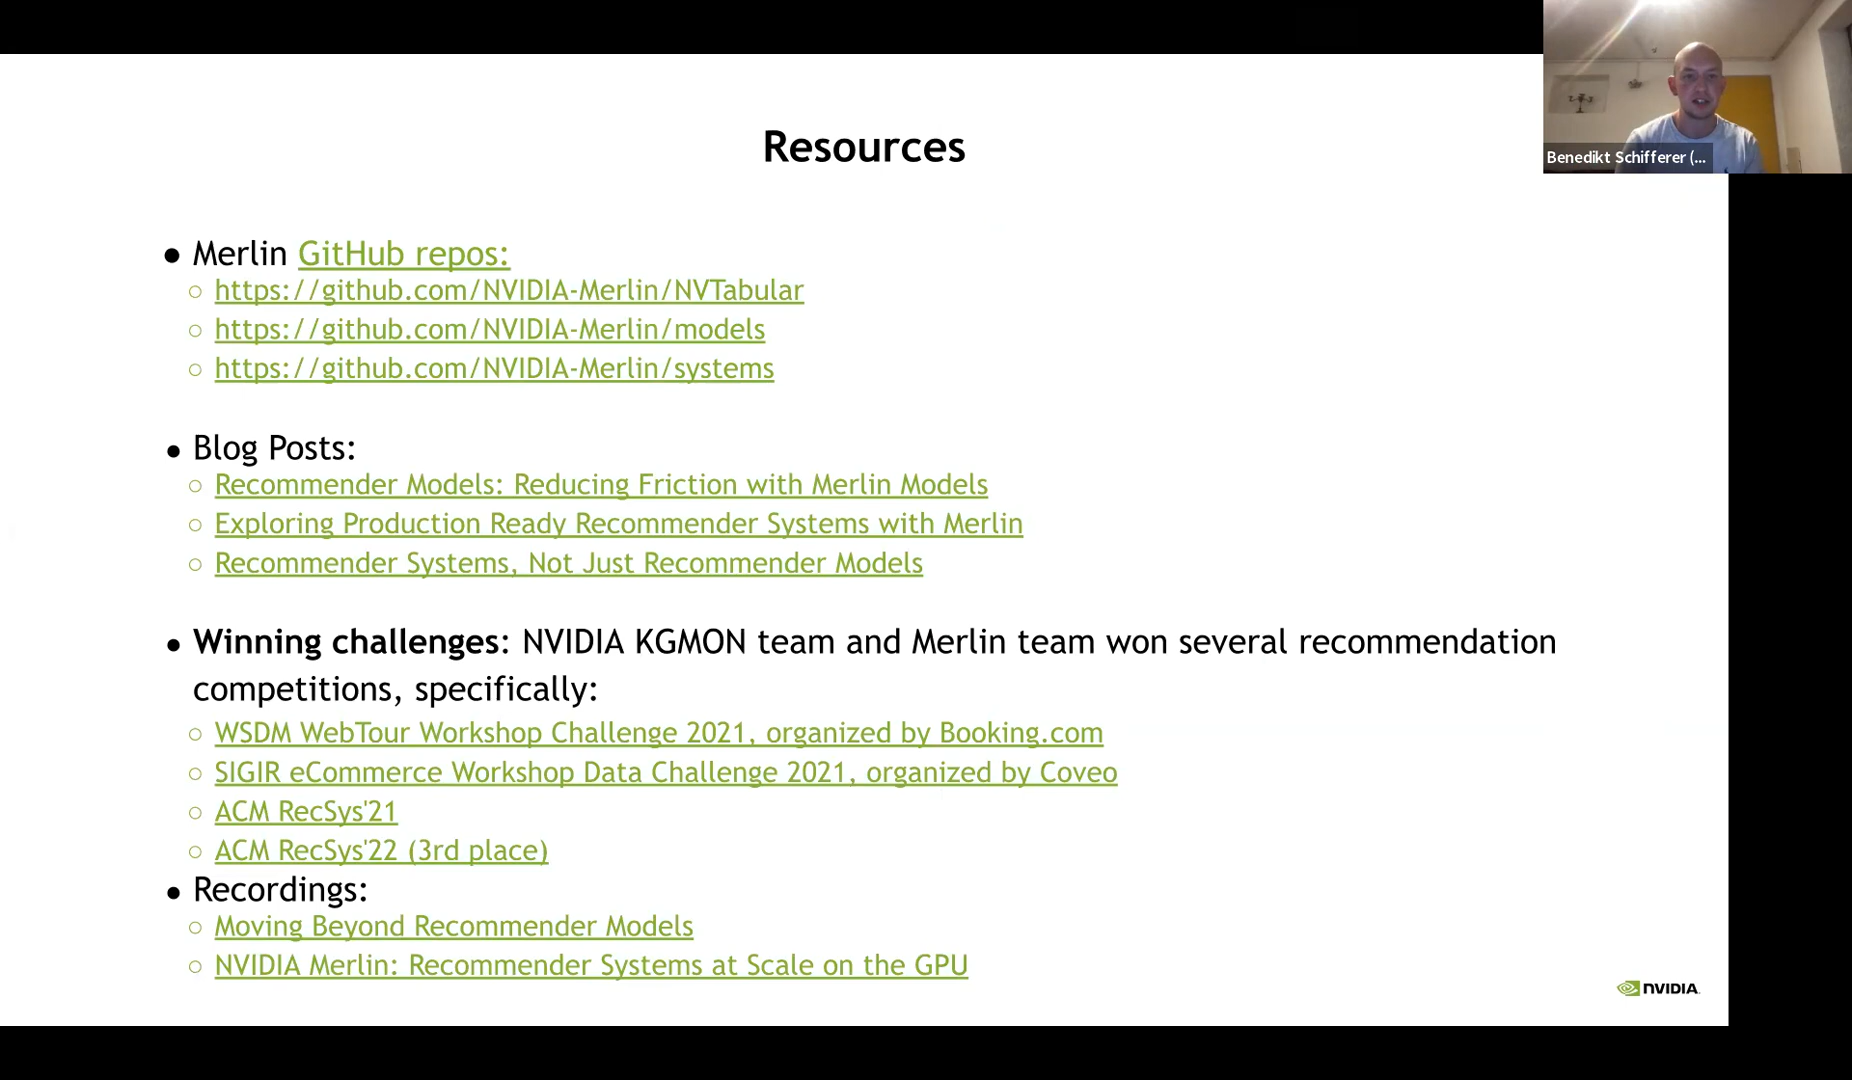 Benedikt Schifferer (...
Resources
● Merlin GitHub repos:
○ https://github.com/NVIDIA-Merlin/NVTabular
○ https://github.com/NVIDIA-Merlin/models
○ https://github.com/NVIDIA-Merlin/systems
● Blog Posts:
○ Recommender Models: Reducing Friction with Merlin Models
○ Exploring Production Ready Recommender Systems with Merlin
○ Recommender Systems, Not Just Recommender Models
● Winning challenges: NVIDIA KGMON team and Merlin team won several recommendation
competitions, specifically:
○ WSDM WebTour Workshop Challenge 2021, organized by Booking.com
○ SIGIR eCommerce Workshop Data Challenge 2021, organized by Coveo
○ ACM RecSys'21
○ ACM RecSys'22 (3rd place)
● Recordings:
○ Moving Beyond Recommender Models
○ NVIDIA Merlin: Recommender Systems at Scale on the GPU
NVIDIA.